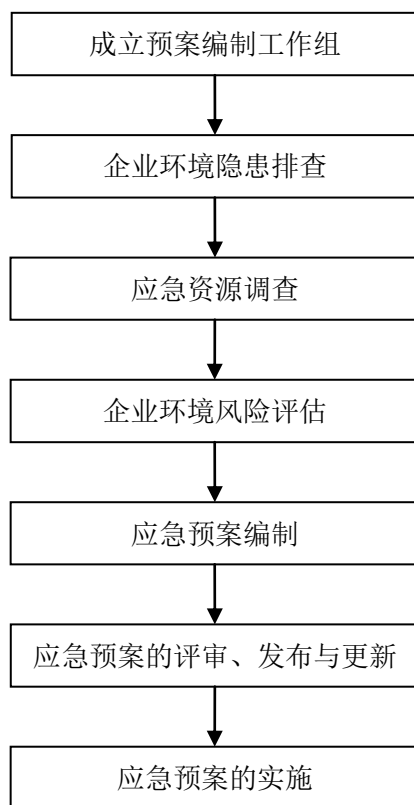 成立预案编制工作组
企业环境隐患排查
应急资源调查
企业环境风险评估
应急预案编制
应急预案的评审、发布与更新
应急预案的实施